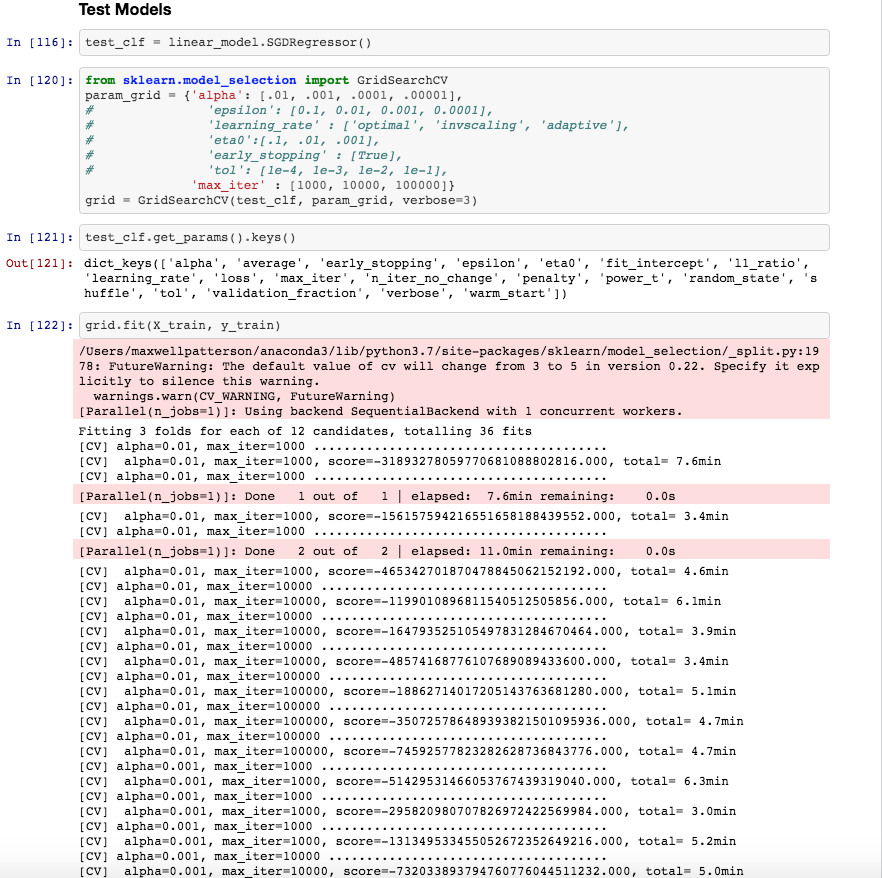 Test Models
In [116]: test_clf = linear_model.SGDRegressor()
In [120]: from sklearn.model_selection import GridSearchCV
param_grid = {'alpha': [.01, .001, .0001, .00001],
#               'epsilon': [0.1, 0.01, 0.001, 0.0001],
#               'learning_rate' : ['optimal', 'invscaling', 'adaptive'],
#               'eta0':[.1, .01, .001],
#               'early_stopping' : [True],
#               'tol': [1e-4, 1e-3, 1e-2, 1e-1],
              'max_iter' : [1000, 10000, 100000]}
grid = GridSearchCV(test_clf, param_grid, verbose=3)
In [121]: test_clf.get_params().keys()
Out[121]: dict_keys(['alpha', 'average', 'early_stopping', 'epsilon', 'eta0', 'fit_intercept', 'l1_ratio',
'learning_rate', 'loss', 'max_iter', 'n_iter_no_change', 'penalty', 'power_t', 'random_state', 's
huffle', 'tol', 'validation_fraction', 'verbose', 'warm_start'])
In [122]: grid.fit(X_train, y_train)
/Users/maxwellpatterson/anaconda3/lib/python3.7/site-packages/sklearn/model_selection/_split.py:19
78: FutureWarning: The default value of cv will change from 3 to 5 in version 0.22. Specify it exp
licitly to silence this warning.
  warnings.warn(CV_WARNING, FutureWarning)
[Parallel(n_jobs=1)]: Using backend SequentialBackend with 1 concurrent workers.
Fitting 3 folds for each of 12 candidates, totalling 36 fits
[CV] alpha=0.01, max_iter=1000 .......................................
[CV]  alpha=0.01, max_iter=1000, score=-318932780597706810888028​16.000, total= 7.6min
[CV] alpha=0.01, max_iter=1000 .......................................
[Parallel(n_jobs=1)]: Done   1 out of   1 | elapsed:  7.6min remaining:    0.0s
[CV]  alpha=0.01, max_iter=1000, score=-156157594216551658188439552.000, total= 3.4min
[CV] alpha=0.01, max_iter=1000 .......................................
[Parallel(n_jobs=1)]: Done   2 out of   2 | elapsed: 11.0min remaining:    0.0s
[CV]  alpha=0.01, max_iter=1000, score=-465342701870478845062152192.000, total= 4.6min
[CV] alpha=0.01, max_iter=10000 ......................................
[CV]  alpha=0.01, max_iter=10000, score=-1199010896811540512505856.000, total= 6.1min
[CV] alpha=0.01, max_iter=10000 ......................................
[CV]  alpha=0.01, max_iter=10000, score=-164793525105497831284670464.000, total= 3.9min
[CV] alpha=0.01, max_iter=10000 ......................................
[CV]  alpha=0.01, max_iter=10000, score=-485741687761076890894​33600.000, total= 3.4min
[CV] alpha=0.01, max_iter=100000 .....................................
[CV]  alpha=0.01, max_iter=100000, score=-18862714017205143763681280.000, total= 5.1min
[CV] alpha=0.01, max_iter=100000 .....................................
[CV]  alpha=0.01, max_iter=100000, score=-350725786489393821501095936.000, total= 4.7min
[CV] alpha=0.01, max_iter=100000 .....................................
[CV]  alpha=0.01, max_iter=100000, score=-74592577823282628736843776.000, total= 4.7min
[CV] alpha=0.001, max_iter=1000 ......................................
[CV]  alpha=0.001, max_iter=1000, score=-51429531466053767439319040.000, total= 6.3min
[CV] alpha=0.001, max_iter=1000 ......................................
[CV]  alpha=0.001, max_iter=1000, score=-295820980707826972422569984.000, total= 3.0min
[CV] alpha=0.001, max_iter=1000 ......................................
[CV]  alpha=0.001, max_iter=1000, score=-131349533455052672352649216.000, total= 5.2min
[CV] alpha=0.001, max_iter=10000 .....................................
[CV]  alpha=0.001, max_iter=10000, score=-732033893794760776044511232.000, total= 5.0min